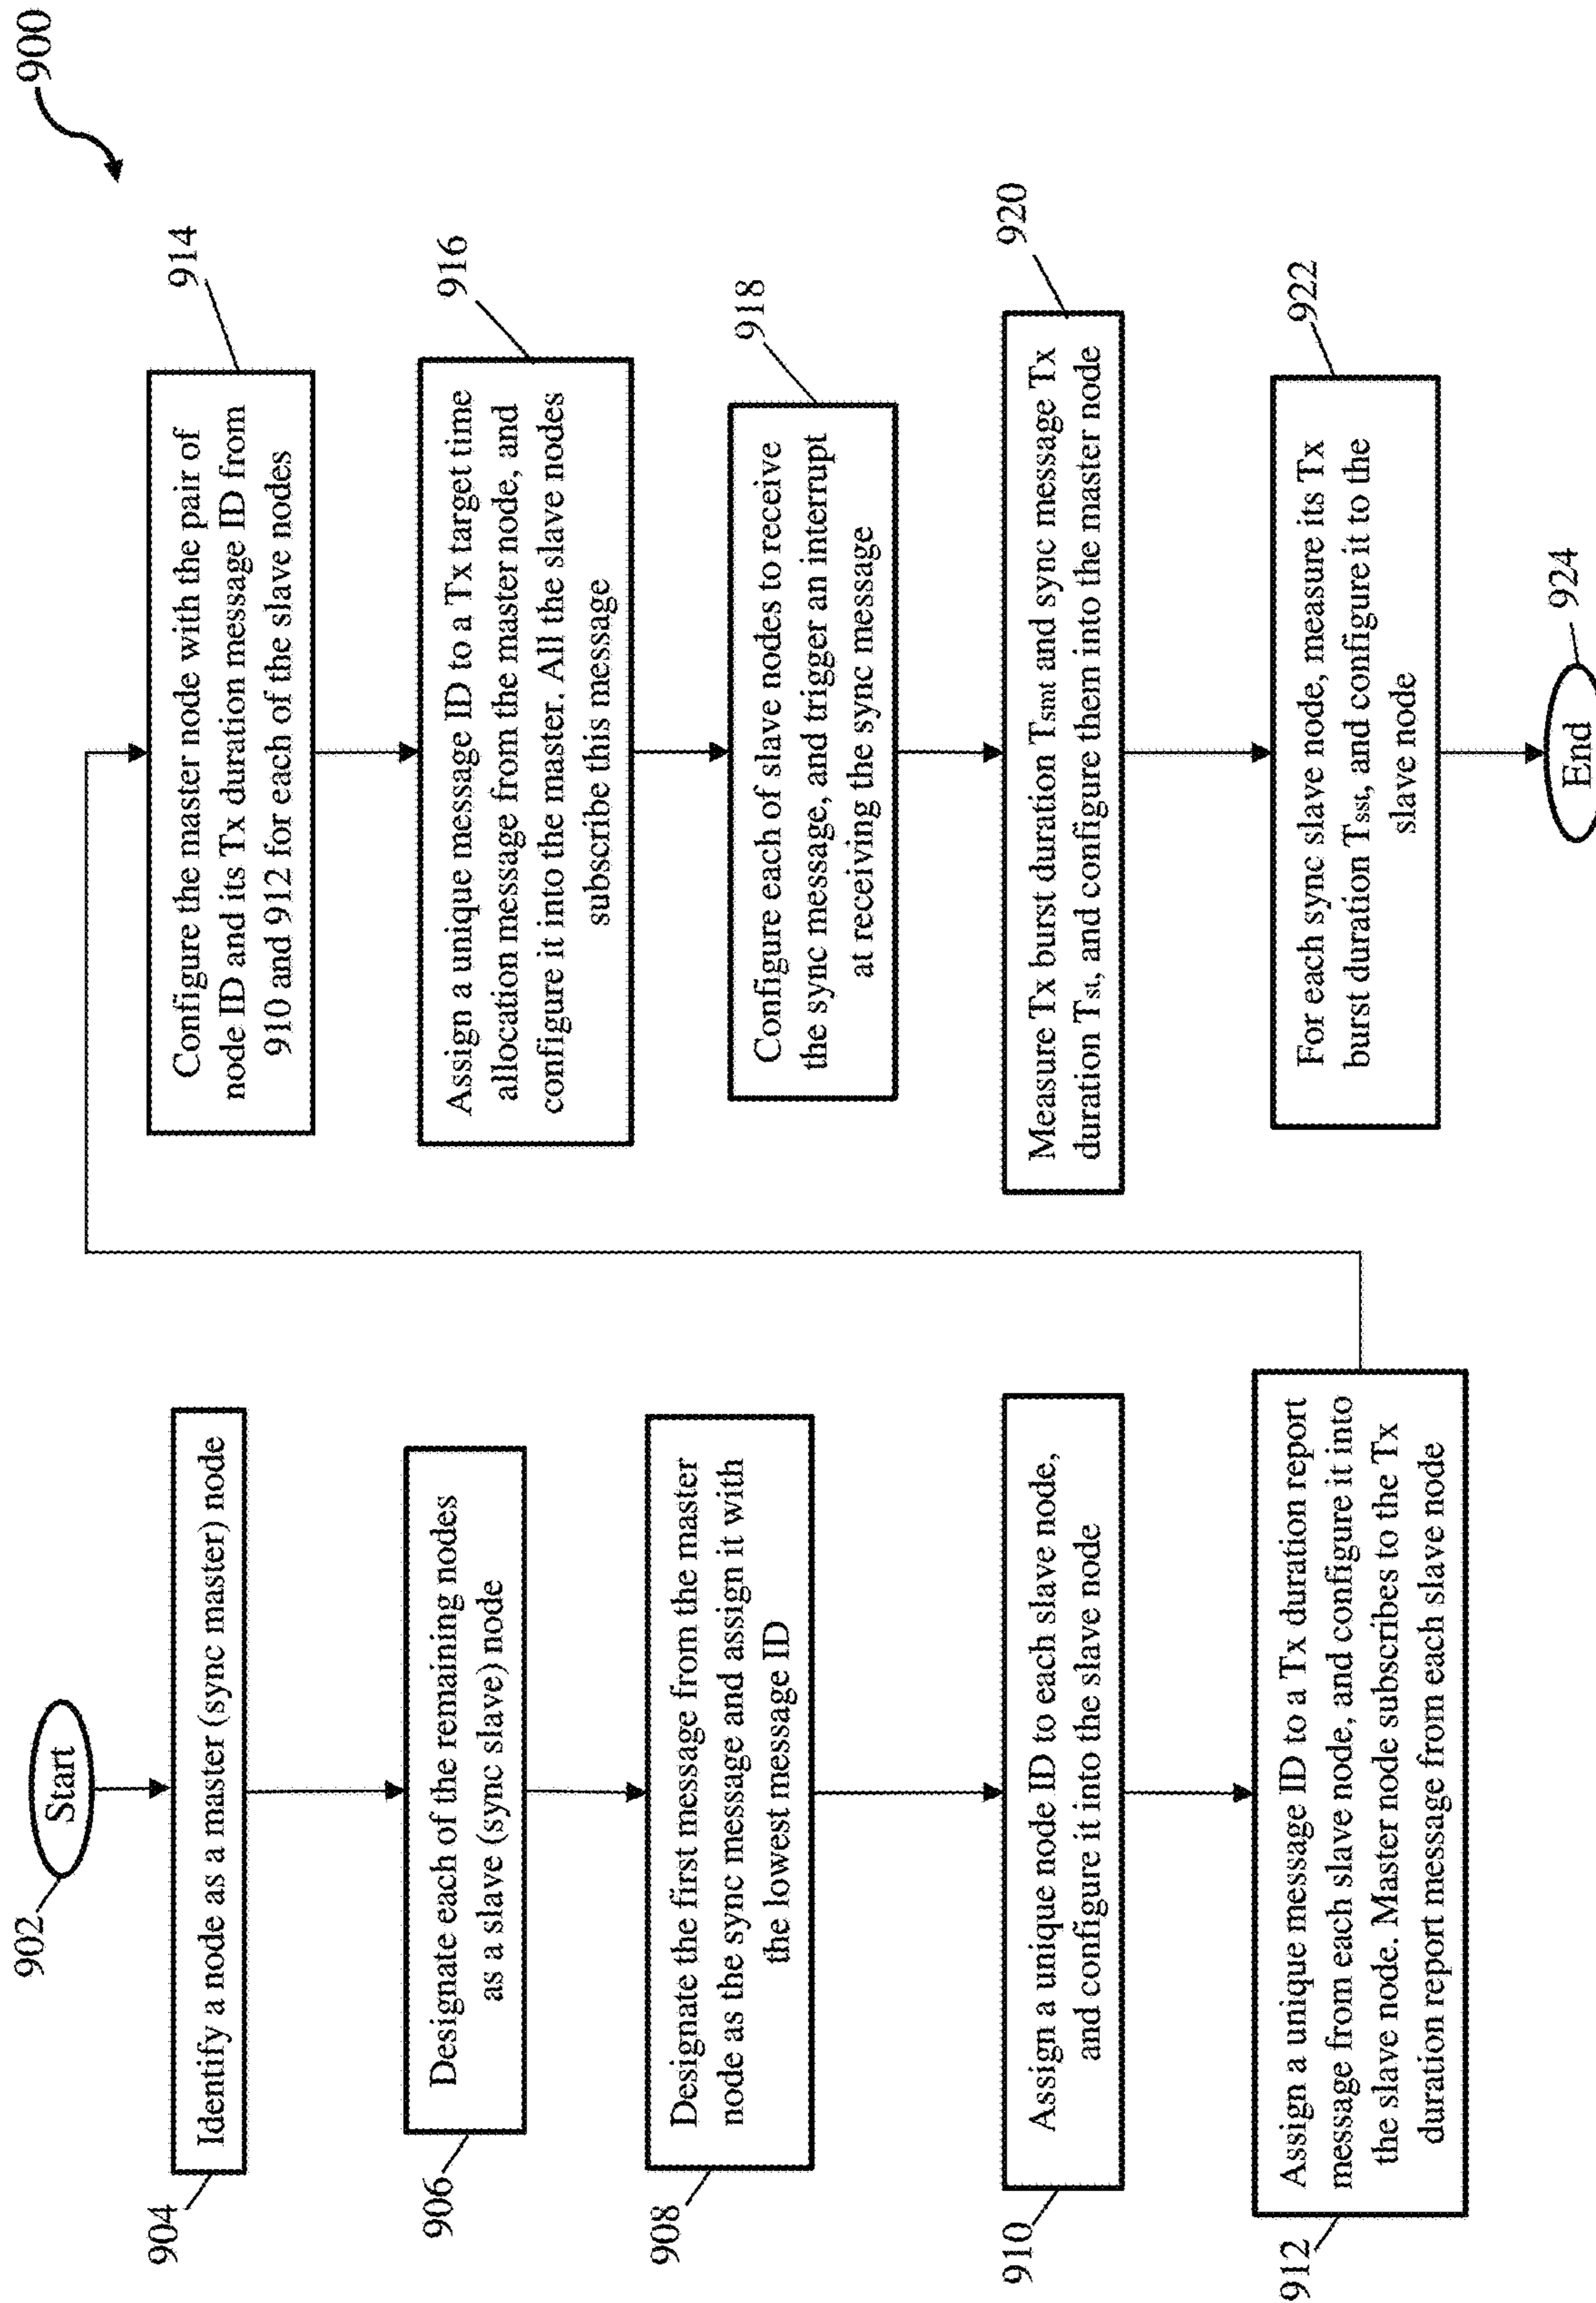 900
Start
902
Identify a node as a master (sync master) node
904
Designate each of the remaining nodes
as a slave (sync slave) node
906
Designate the first message from the master
node as the sync message and assign it with
the lowest message ID
908
Assign a unique node ID to each slave node,
and configure it into the slave node
910
Assign a unique message ID to a Tx duration report
message from each slave node, and configure it into
the slave node. Master node subscribes to the Tx
duration report message from each slave node
912
Configure the master node with the pair of
node ID and its Tx duration message ID from
910 and 912 for each of the slave nodes
914
Assign a unique message ID to a Tx target time
allocation message from the master node, and
configure it into the master. All the slave nodes
subscribe this message
916
Configure each of slave nodes to receive
the sync message, and trigger an interrupt
at receiving the sync message
918
Measure Tx burst duration Tsmt and sync message Tx
duration Tst, and configure them into the master node
920
For each sync slave node, measure its Tx
burst duration Tsst, and configure it to the
slave node
922
End
924